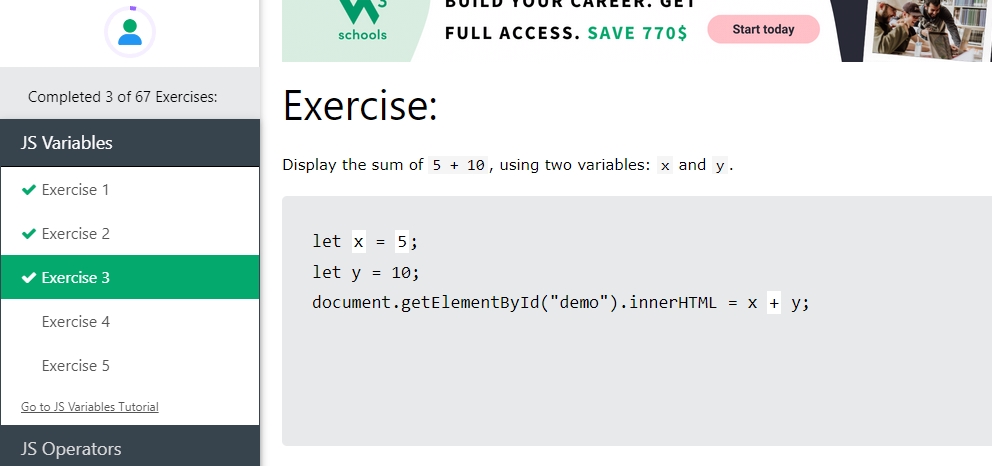 BUILD YOUR CAREER. GET
3
schools
FULL ACCESS. SAVE 770$
Start today
Completed 3 of 67 Exercises:
JS Variables
Exercise 1
Exercise 2
Exercise 3
Exercise 4
Exercise 5
Go to JS Variables Tutorial
JS Operators
Exercise:
Display the sum of 5 + 10, using two variables: x and y.
let x = 5;
let y = 10;
document.getElementById("demo").innerHTML = x + y;